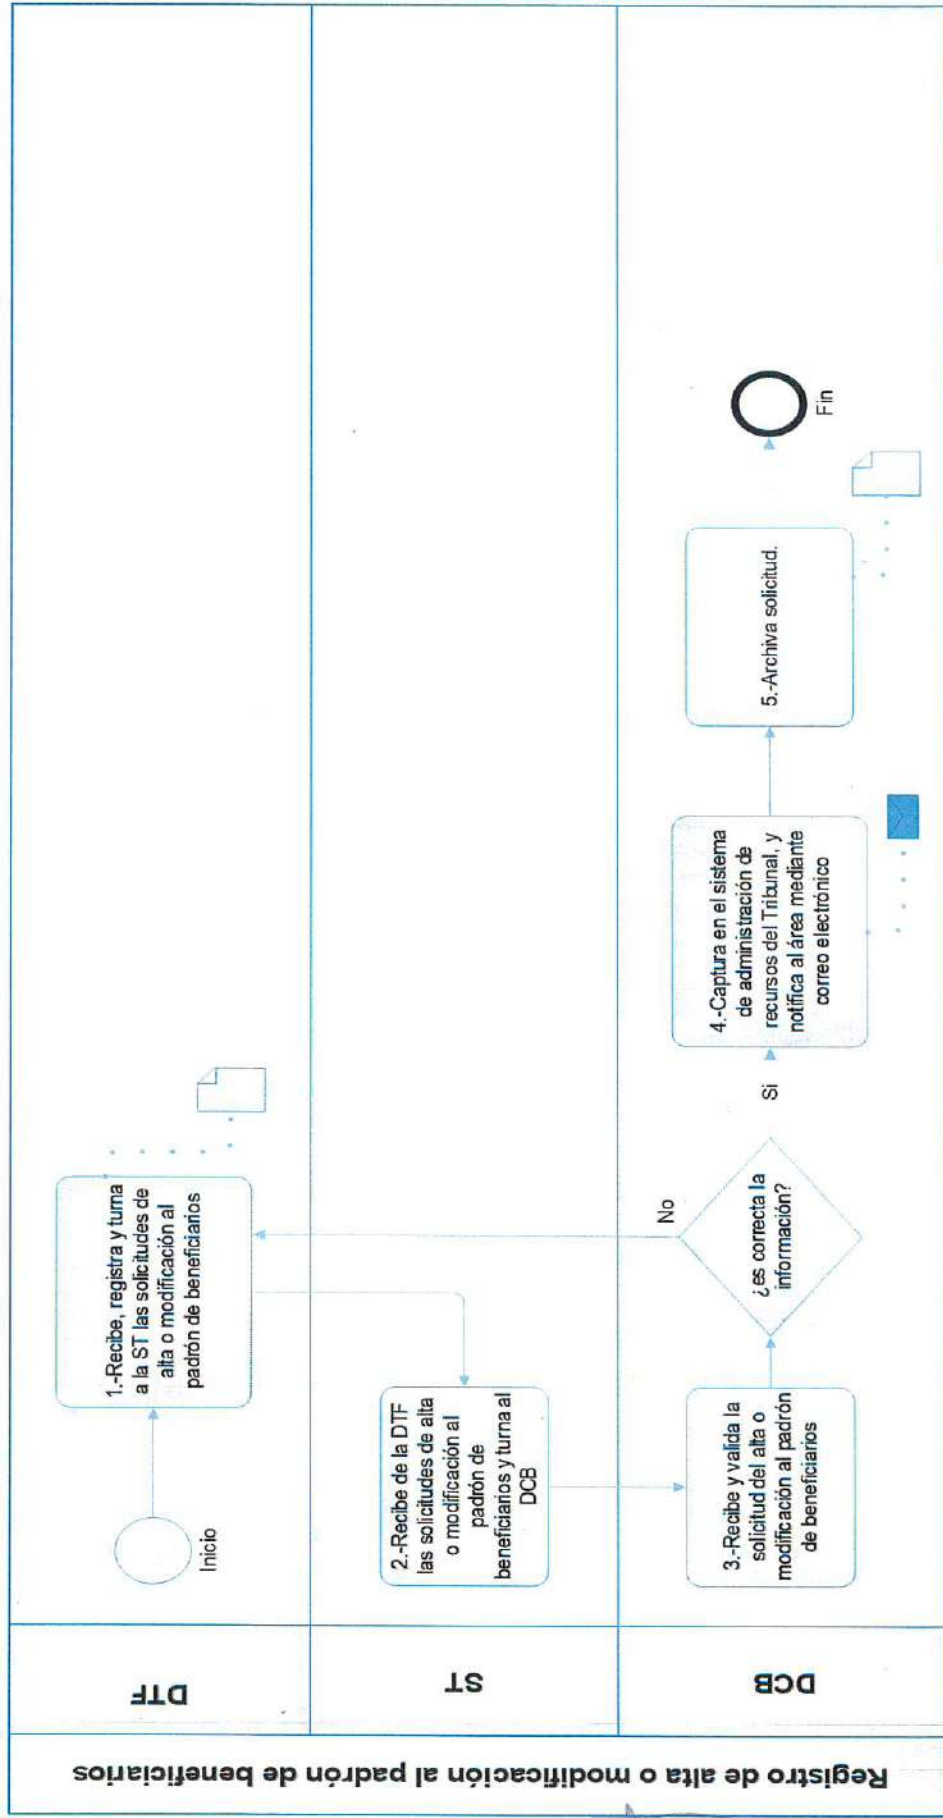 Registro de alta o modificación al padrón de beneficiarios
DTF
Inicio
1.-Recibe, registra y turna
a la ST las solicitudes de
alta o modificación al
padrón de beneficiarios
ST
2.-Recibe de la DTF
las solicitudes de alta
o modificación al
padrón de
beneficiarios y turna al
DCB
DCB
3.-Recibe y valida la
solicitud del alta o
modificación al padrón
de beneficiarios
¿es correcta la
información?
No
Si
4.-Captura en el sistema
de administración de
recursos del Tribunal, y
notifica al área mediante
correo electrónico
5.-Archiva solicitud.
Fin